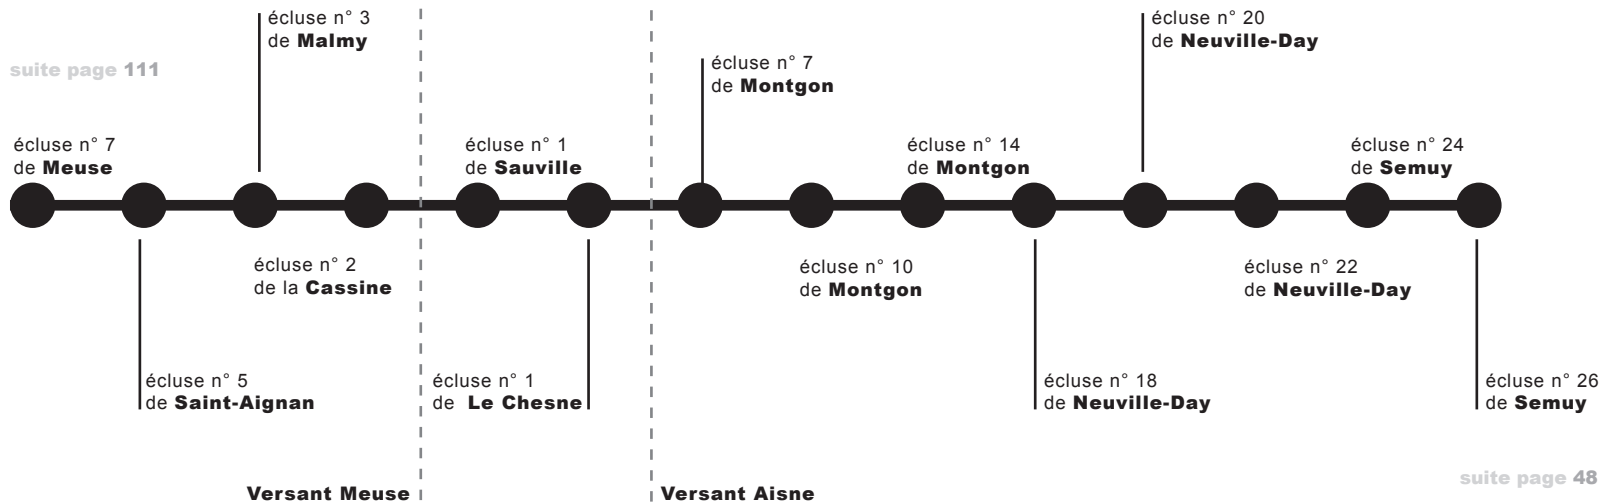 écluse n° 3
de Malmy
écluse n° 20
de Neuville-Day
suite page 111
écluse n° 7
de Montgon
écluse n° 7
de Meuse
écluse n° 1
de Sauville
écluse n° 14
de Montgon
écluse n° 24
de Semuy
écluse n° 2
de la Cassine
écluse n° 10
de Montgon
écluse n° 22
de Neuville-Day
écluse n° 5
de Saint-Aignan
écluse n° 1
de Le Chesne
écluse n° 18
de Neuville-Day
écluse n° 26
de Semuy
suite page 48
Versant Meuse
Versant Aisne